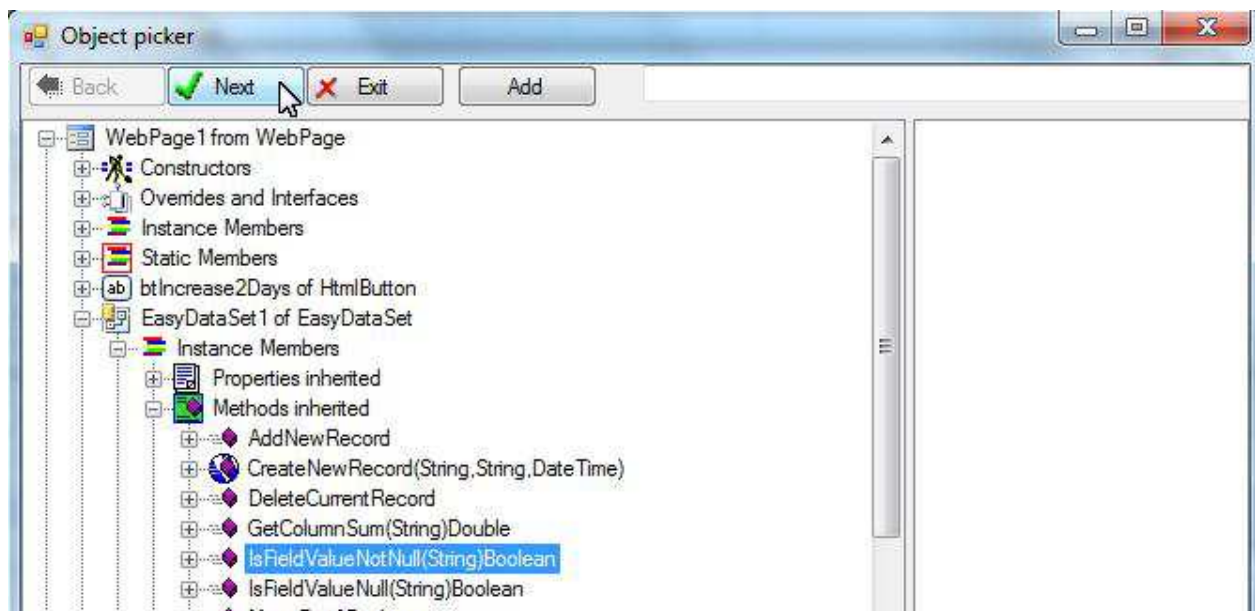 Object picker
Back Next Exit Add
WebPage1 from WebPage
Constructors
Overrides and Interfaces
Instance Members
Static Members
ab btIncrease2Days of HtmlButton
EasyDataSet1 of EasyDataSet
Instance Members
Properties inherited
Methods inherited
AddNewRecord
CreateNewRecord(String,String,DateTime)
DeleteCurrentRecord
GetColumnSum(String)Double
IsFieldValueNotNull(String)Boolean
IsFieldValueNull(String)Boolean